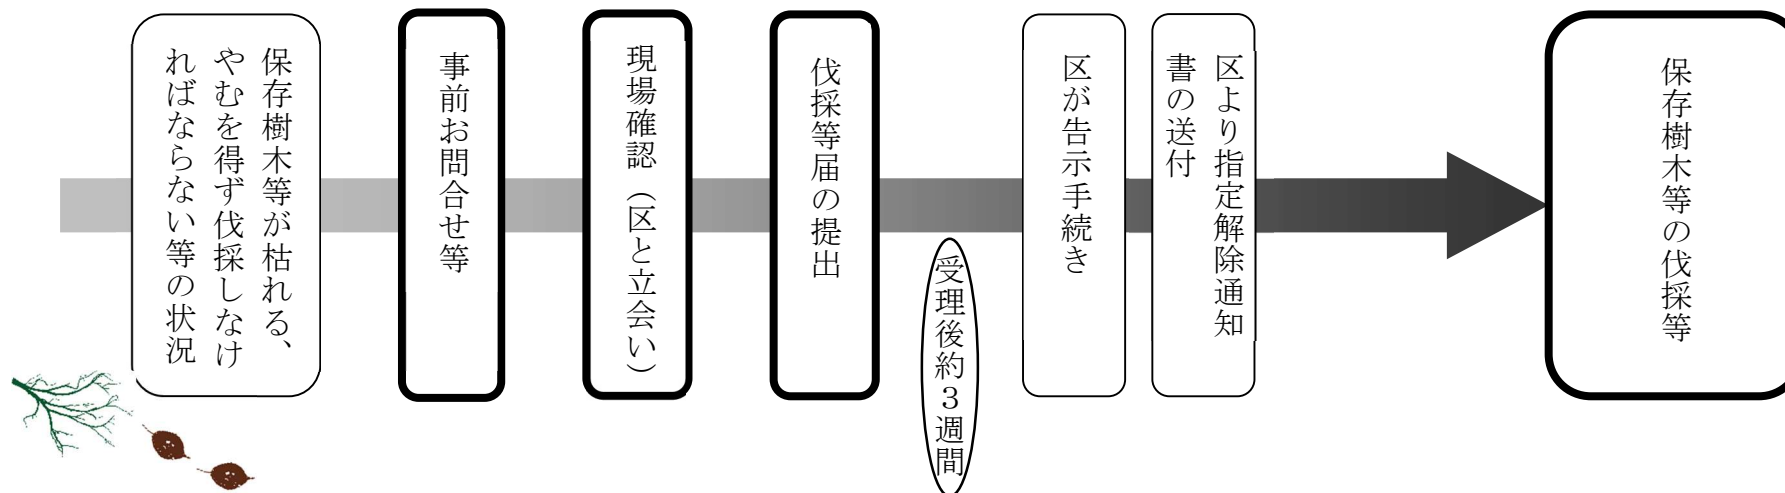 保存樹木等が枯れる、
やむを得ず伐採しなけ
ればならない等の状況
事前お問合せ等
現場確認（区と立会い）
伐採等届の提出
受理後約３週間
区が告示手続き
区より指定解除通知
書の送付
保存樹木等の伐採等